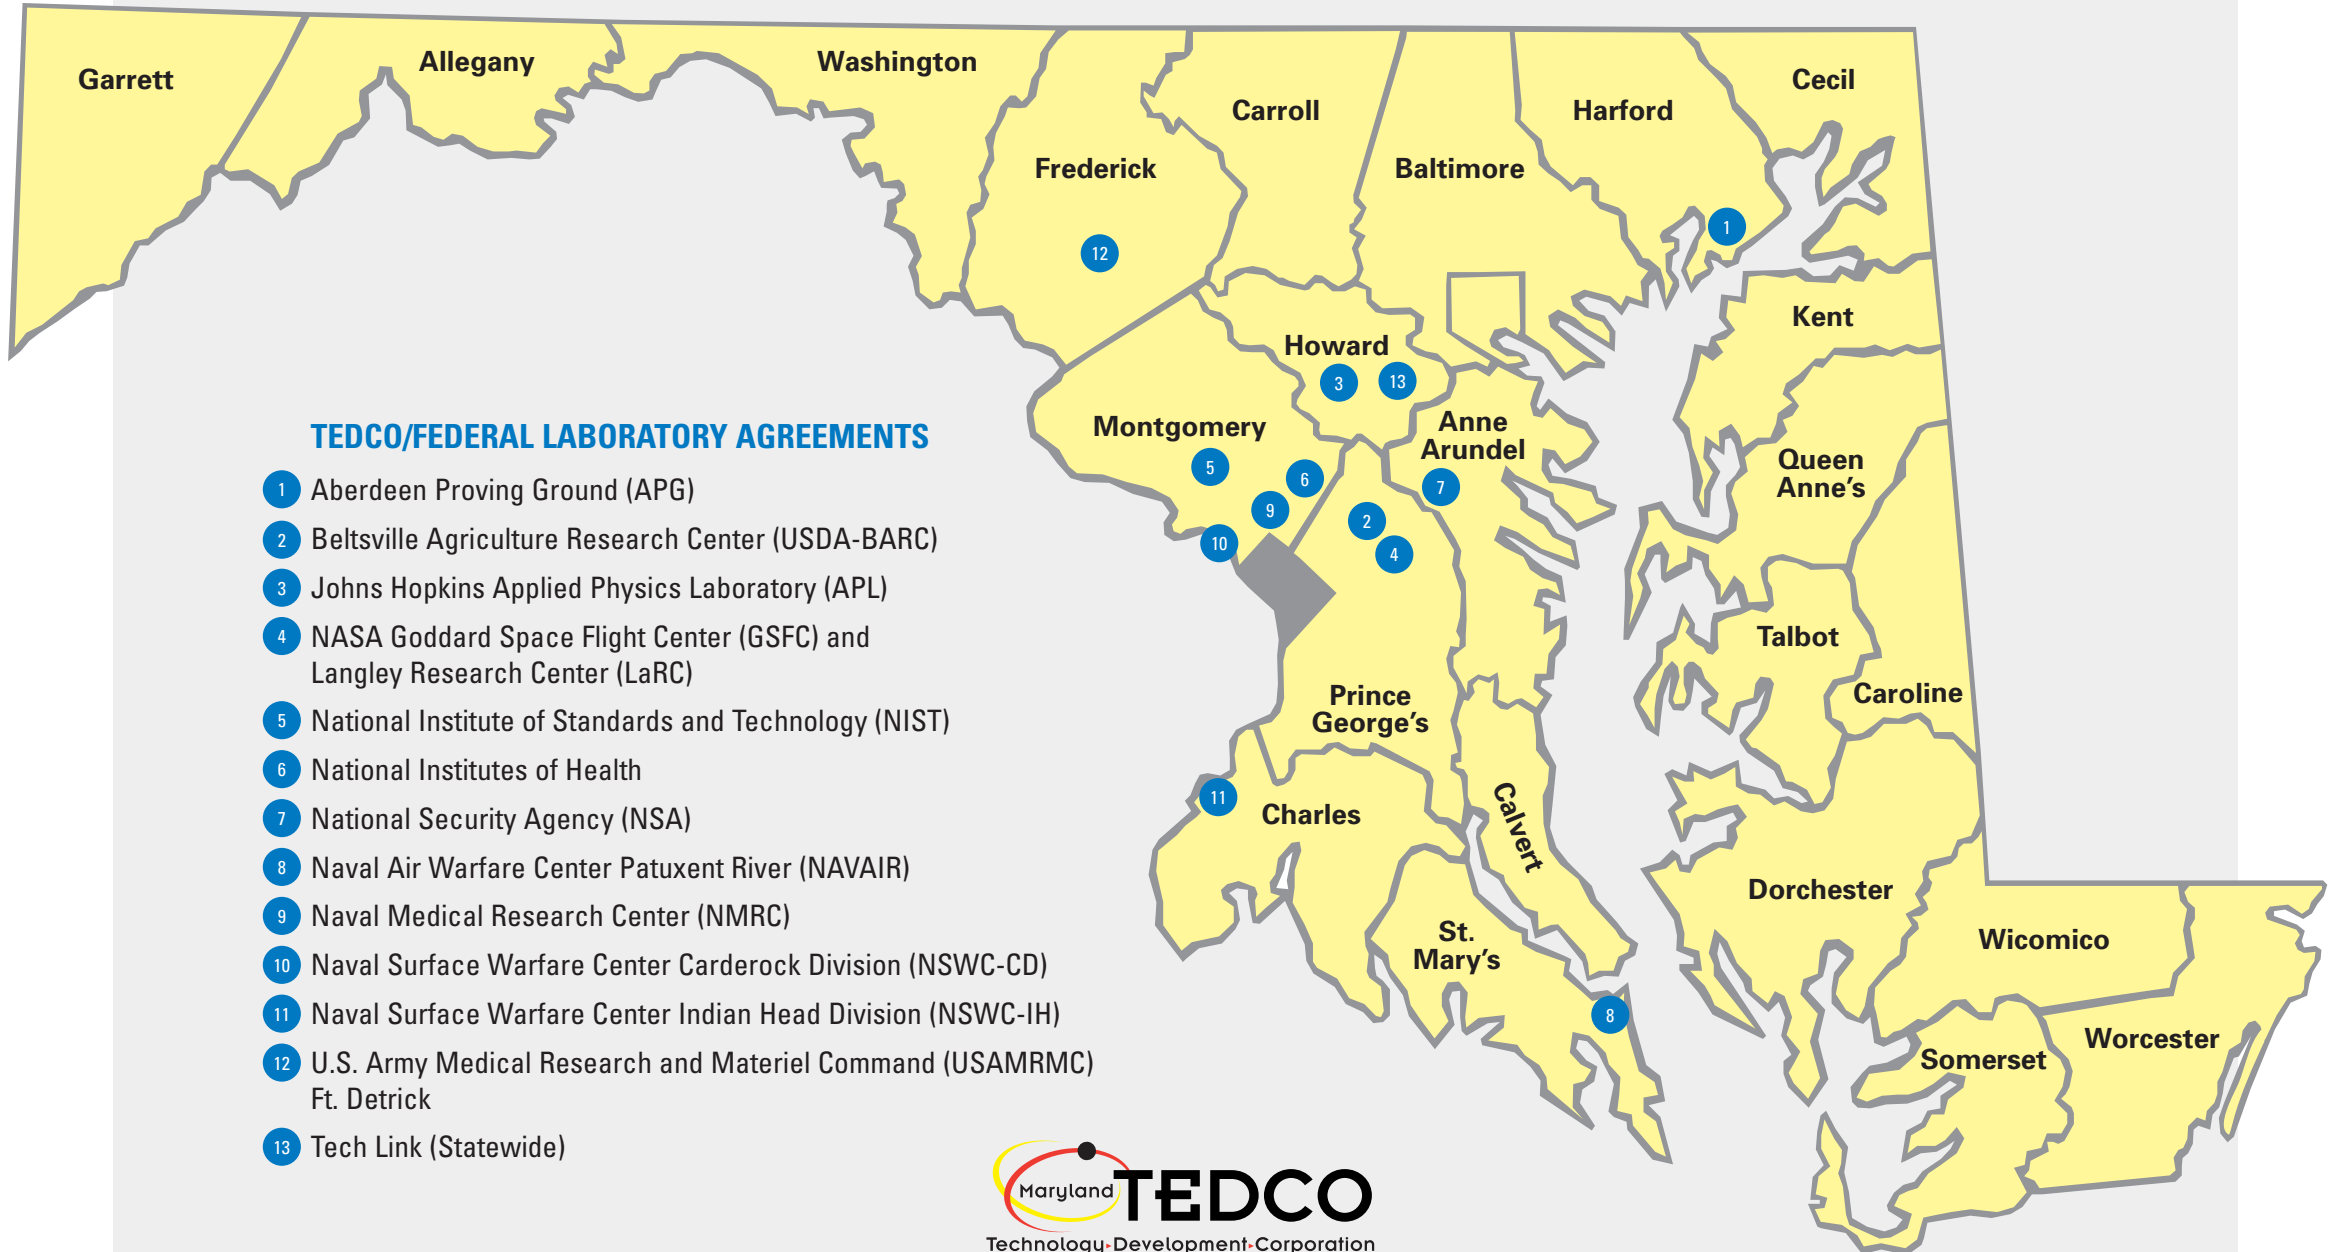 Garrett
Allegany
Washington
Frederick
Carroll
Baltimore
Harford
Cecil
12
1
Kent
Howard
3 13
Montgomery
Anne
Arundel
Queen
Anne's
5
6
7
9
2
10
4
Talbot
Caroline
Prince
George's
11
Charles
Calvert
Dorchester
St.
Mary's
Wicomico
8
Worcester
Somerset
TEDCO/FEDERAL LABORATORY AGREEMENTS
1 Aberdeen Proving Ground (APG)
2 Beltsville Agriculture Research Center (USDA-BARC)
3 Johns Hopkins Applied Physics Laboratory (APL)
4 NASA Goddard Space Flight Center (GSFC) and
Langley Research Center (LaRC)
5 National Institute of Standards and Technology (NIST)
6 National Institutes of Health
7 National Security Agency (NSA)
8 Naval Air Warfare Center Patuxent River (NAVAIR)
9 Naval Medical Research Center (NMRC)
10 Naval Surface Warfare Center Carderock Division (NSWC-CD)
11 Naval Surface Warfare Center Indian Head Division (NSWC-IH)
12 U.S. Army Medical Research and Materiel Command (USAMRMC)
Ft. Detrick
13 Tech Link (Statewide)
Maryland TEDCO
Technology Development Corporation